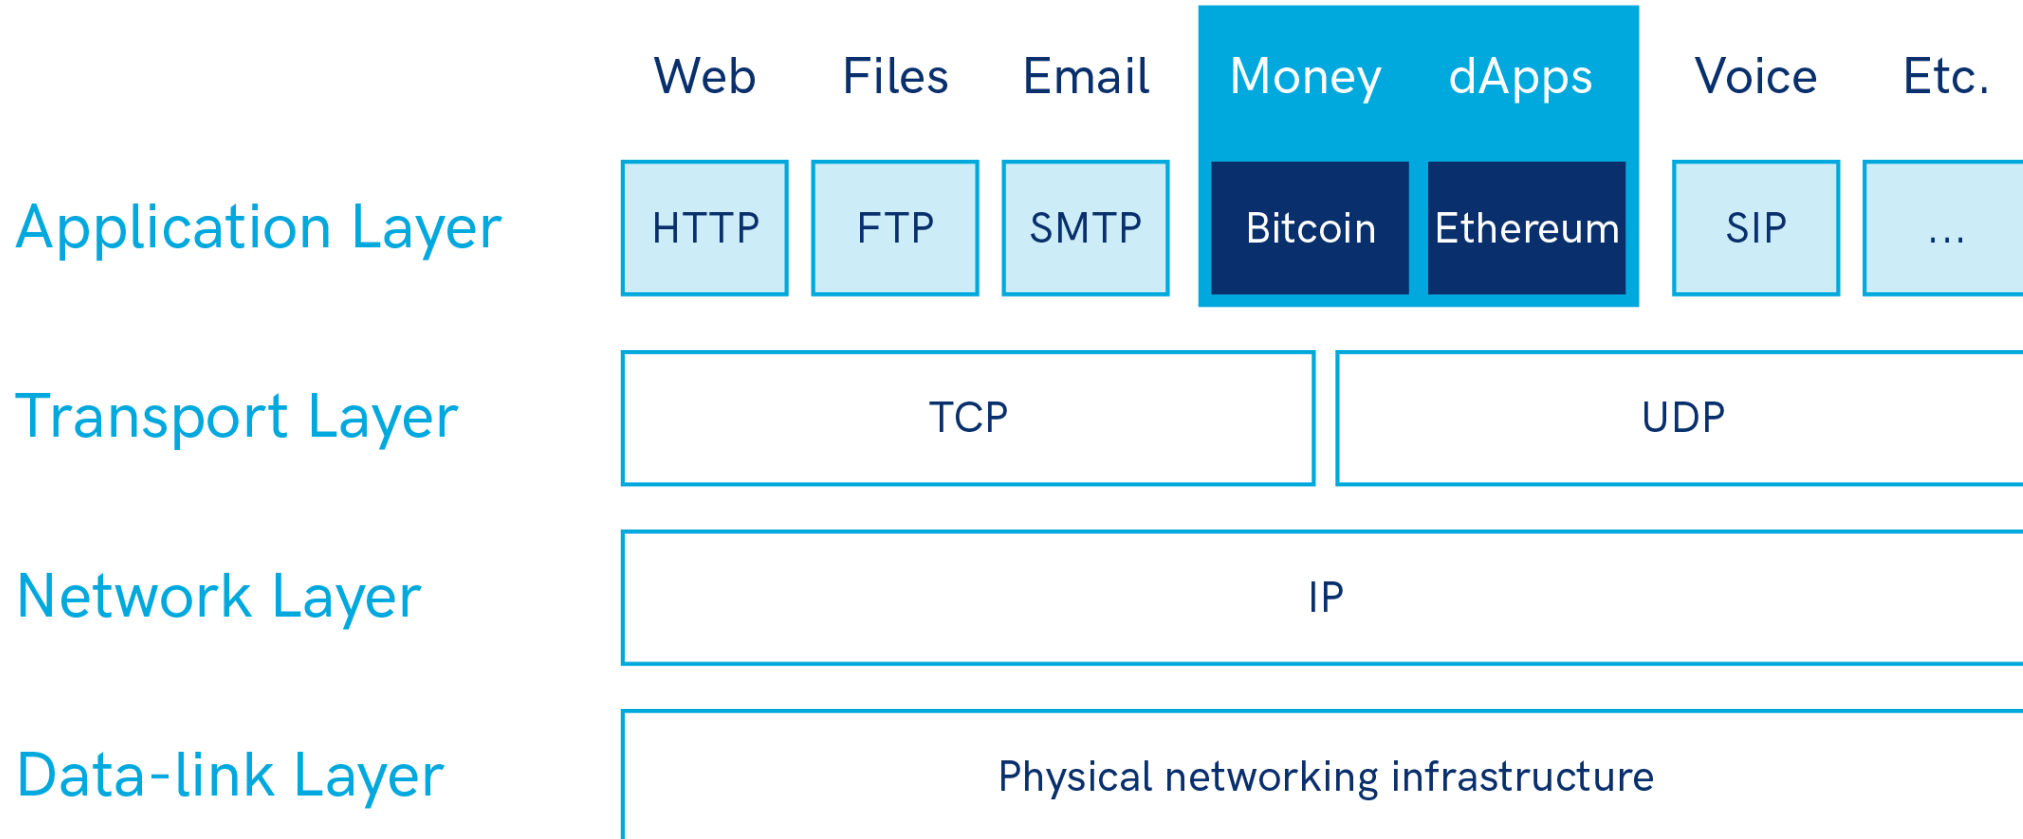 Web Files Email Money dApps Voice Etc.
Application Layer HTTP FTP SMTP Bitcoin Ethereum SIP ...
Transport Layer TCP UDP
Network Layer IP
Data-link Layer Physical networking infrastructure